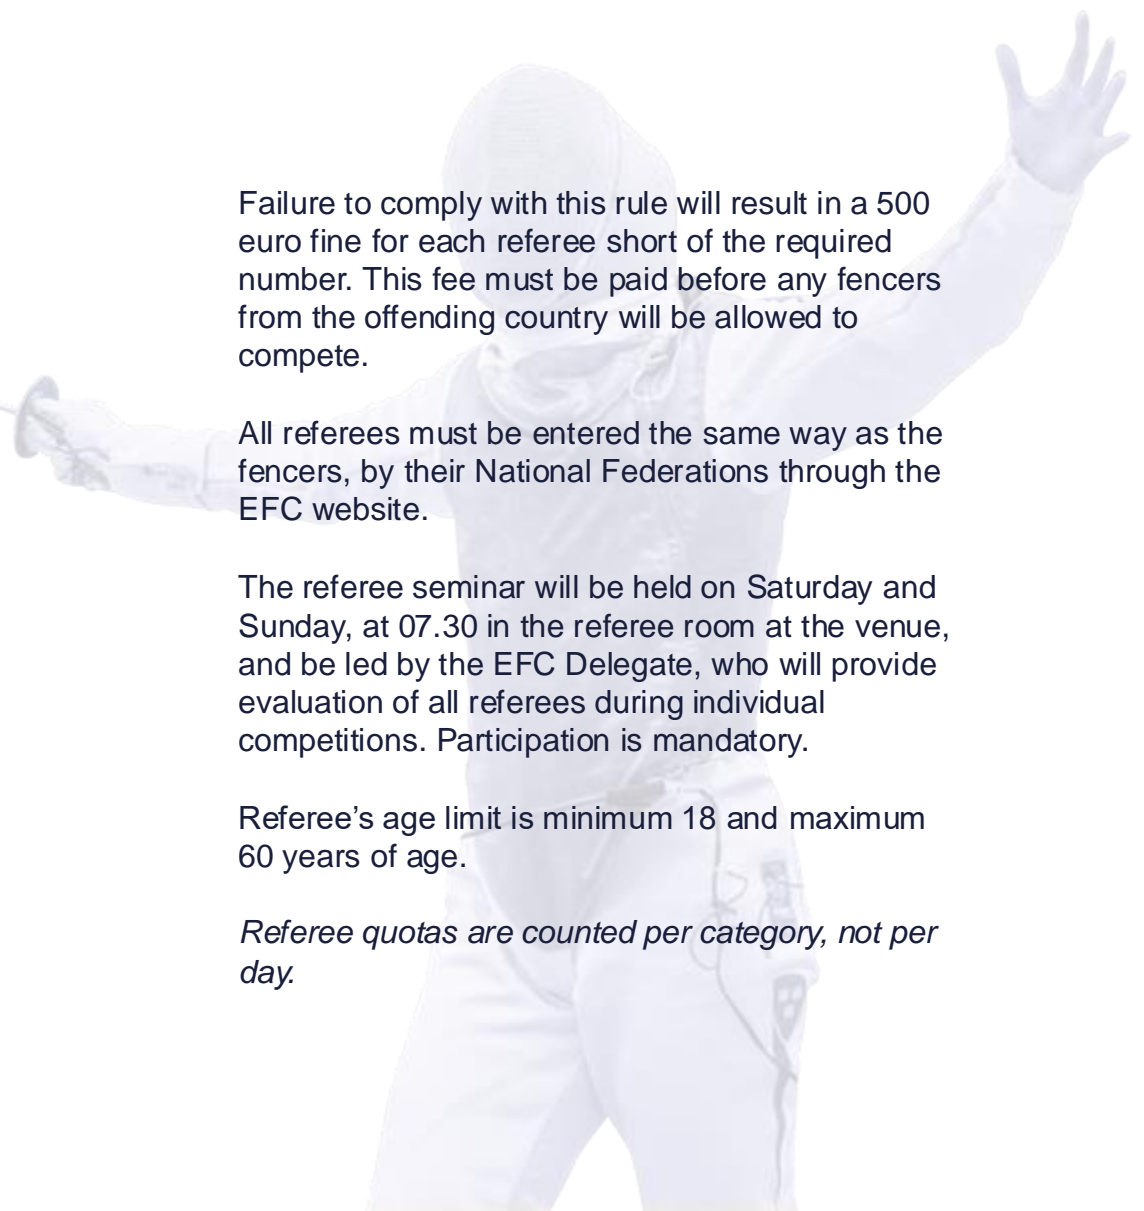 Failure to comply with this rule will result in a 500
euro fine for each referee short of the required
number. This fee must be paid before any fencers
from the offending country will be allowed to
compete.
All referees must be entered the same way as the
fencers, by their National Federations through the
EFC website.
The referee seminar will be held on Saturday and
Sunday, at 07.30 in the referee room at the venue,
and be led by the EFC Delegate, who will provide
evaluation of all referees during individual
competitions. Participation is mandatory.
Referee’s age limit is minimum 18 and maximum
60 years of age.
Referee quotas are counted per category, not per
day.